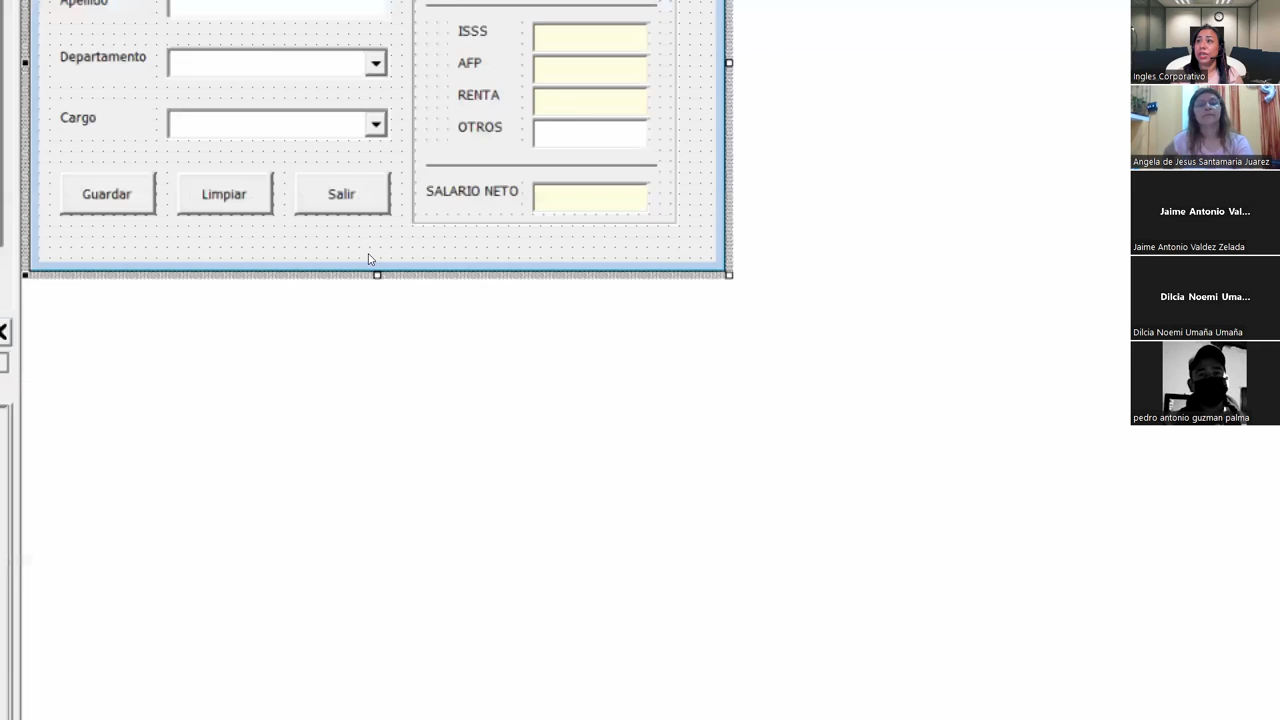 Apellido
Departamento
Cargo
Guardar
Limpiar
Salir
ISSS
AFP
RENTA
OTROS
SALARIO NETO
Ingles Corporativo
Angela de Jesus Santamaria Juarez
Jaime Antonio Val...
Jaime Antonio Valdez Zelada
Dilcia Noemi Uma...
Dilcia Noemi Umaña Umaña
pedro antonio guzman palma